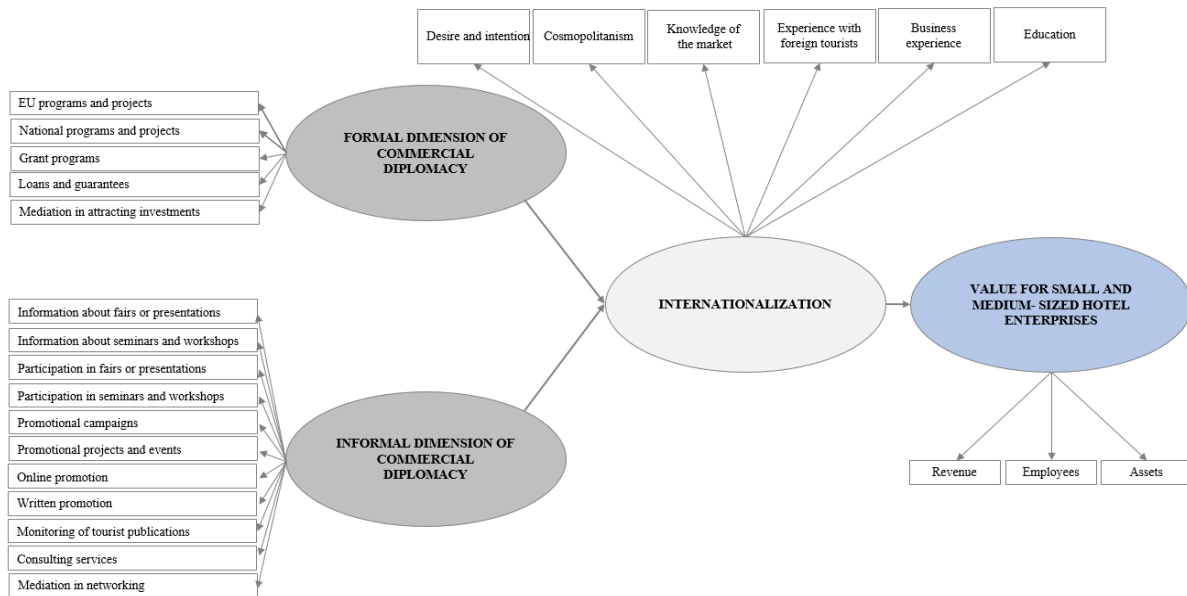 Desire and intention
Cosmopolitanism
Knowledge of
the market
Experience with
foreign tourists
Business
experience
Education
EU programs and projects
National programs and projects
Grant programs
Loans and guarantees
Mediation in attracting investments
FORMAL DIMENSION OF
COMMERCIAL
DIPLOMACY
INTERNATIONALIZATION
VALUE FOR SMALL AND
MEDIUM- SIZED HOTEL
ENTERPRISES
Information about fairs or presentations
Information about seminars and workshops
Participation in fairs or presentations
Participation in seminars and workshops
Promotional campaigns
Promotional projects and events
Online promotion
Written promotion
Monitoring of tourist publications
Consulting services
Mediation in networking
INFORMAL DIMENSION OF
COMMERCIAL
DIPLOMACY
Revenue
Employees
Assets